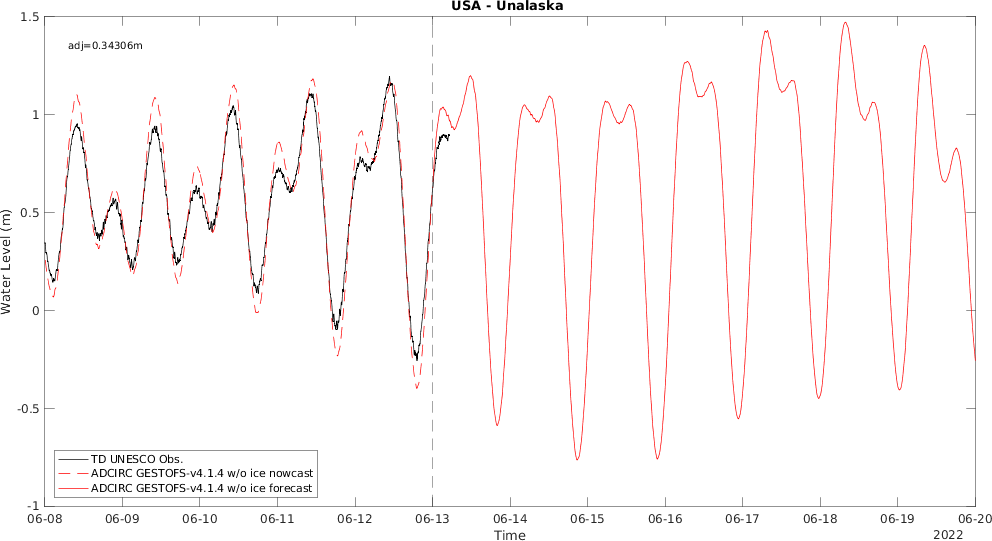 USA - Unalaska
adj=0.34306m
1.5
1
0.5
0
-0.5
-1
Water Level (m)
TD UNESCO Obs.
ADCIRC GESTOFS-v4.1.4 w/o ice nowcast
ADCIRC GESTOFS-v4.1.4 w/o ice forecast
06-08 06-09 06-10 06-11 06-12 06-13 06-14 06-15 06-16 06-17 06-18 06-19 06-20
Time
2022